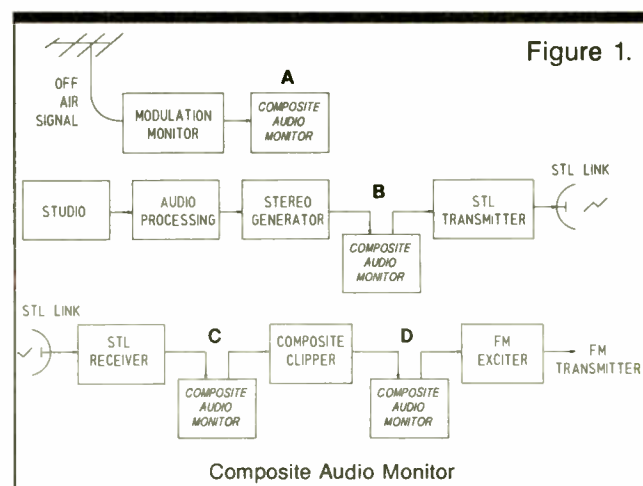 Figure 1.
OFF
AIR
SIGNAL
MODULATION
MONITOR
A
COMPOSITE
AUDIO
MONITOR
STUDIO
AUDIO
PROCESSING
STEREO
GENERATOR
B
COMPOSITE
AUDIO
MONITOR
STL
TRANSMITTER
STL LINK
STL LINK
STL
RECEIVER
C
COMPOSITE
AUDIO
MONITOR
COMPOSITE
CLIPPER
D
COMPOSITE
AUDIO
MONITOR
FM
EXCITER
FM
TRANSMITTER
Composite Audio Monitor